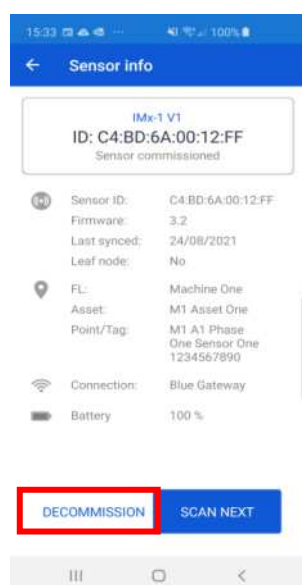 15:33 ... 100%
← Sensor info
IMx-1 V1
ID: C4:BD:6A:00:12:FF
Sensor commissioned
Sensor ID: C4:BD:6A:00:12:FF
Firmware: 3.2
Last synced: 24/08/2021
Leaf node: No
FL: Machine One
Asset: M1 Asset One
Point/Tag: M1 A1 Phase
One Sensor One
1234567890
Connection: Blue Gateway
Battery 100 %
DECOMMISSION SCAN NEXT